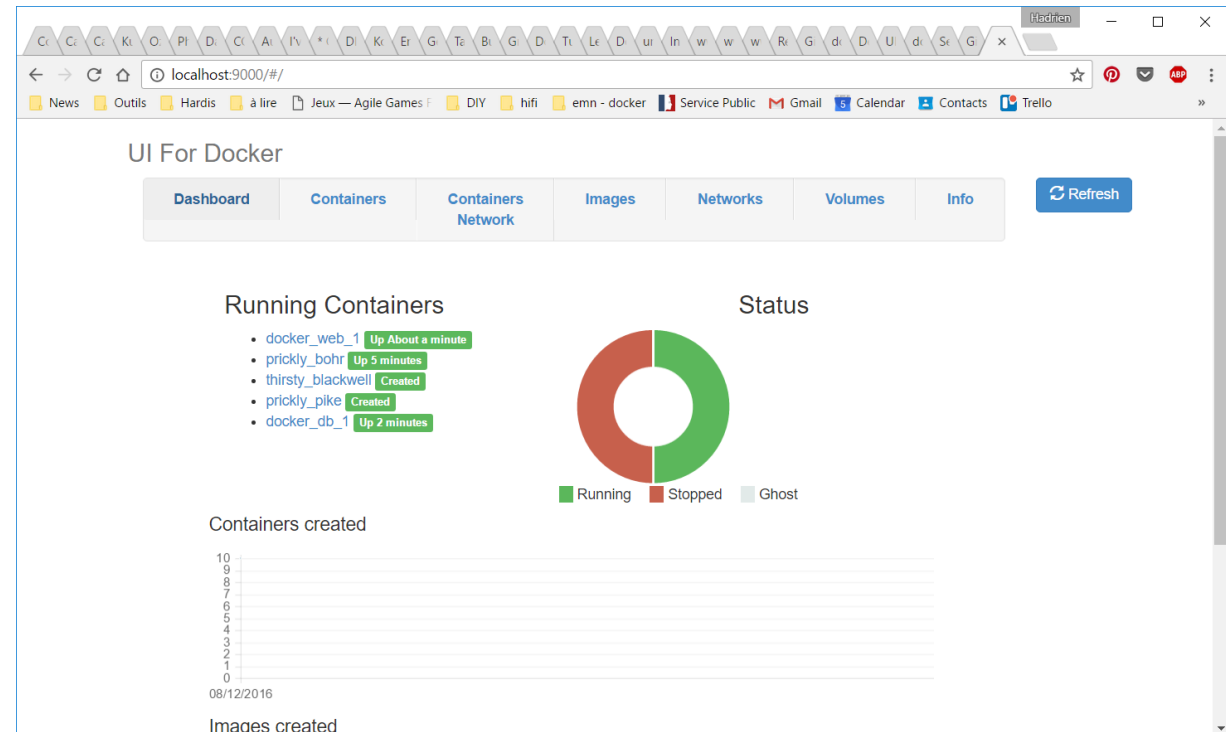 Hadrien
localhost:9000/#/
News Outils Hardis à lire Jeux — Agile Games DIY hifi emn - docker Service Public Gmail 5 Calendar Contacts Trello »
ABP
UI For Docker
Dashboard Containers Containers Network Images Networks Volumes Info Refresh
Running Containers
docker_web_1 Up About a minute
prickly_bohr Up 5 minutes
thirsty_blackwell Created
prickly_pike Created
docker_db_1 Up 2 minutes
Status
Running Stopped Ghost
Containers created
10
9
8
7
6
5
4
3
2
1
0
08/12/2016
Images created